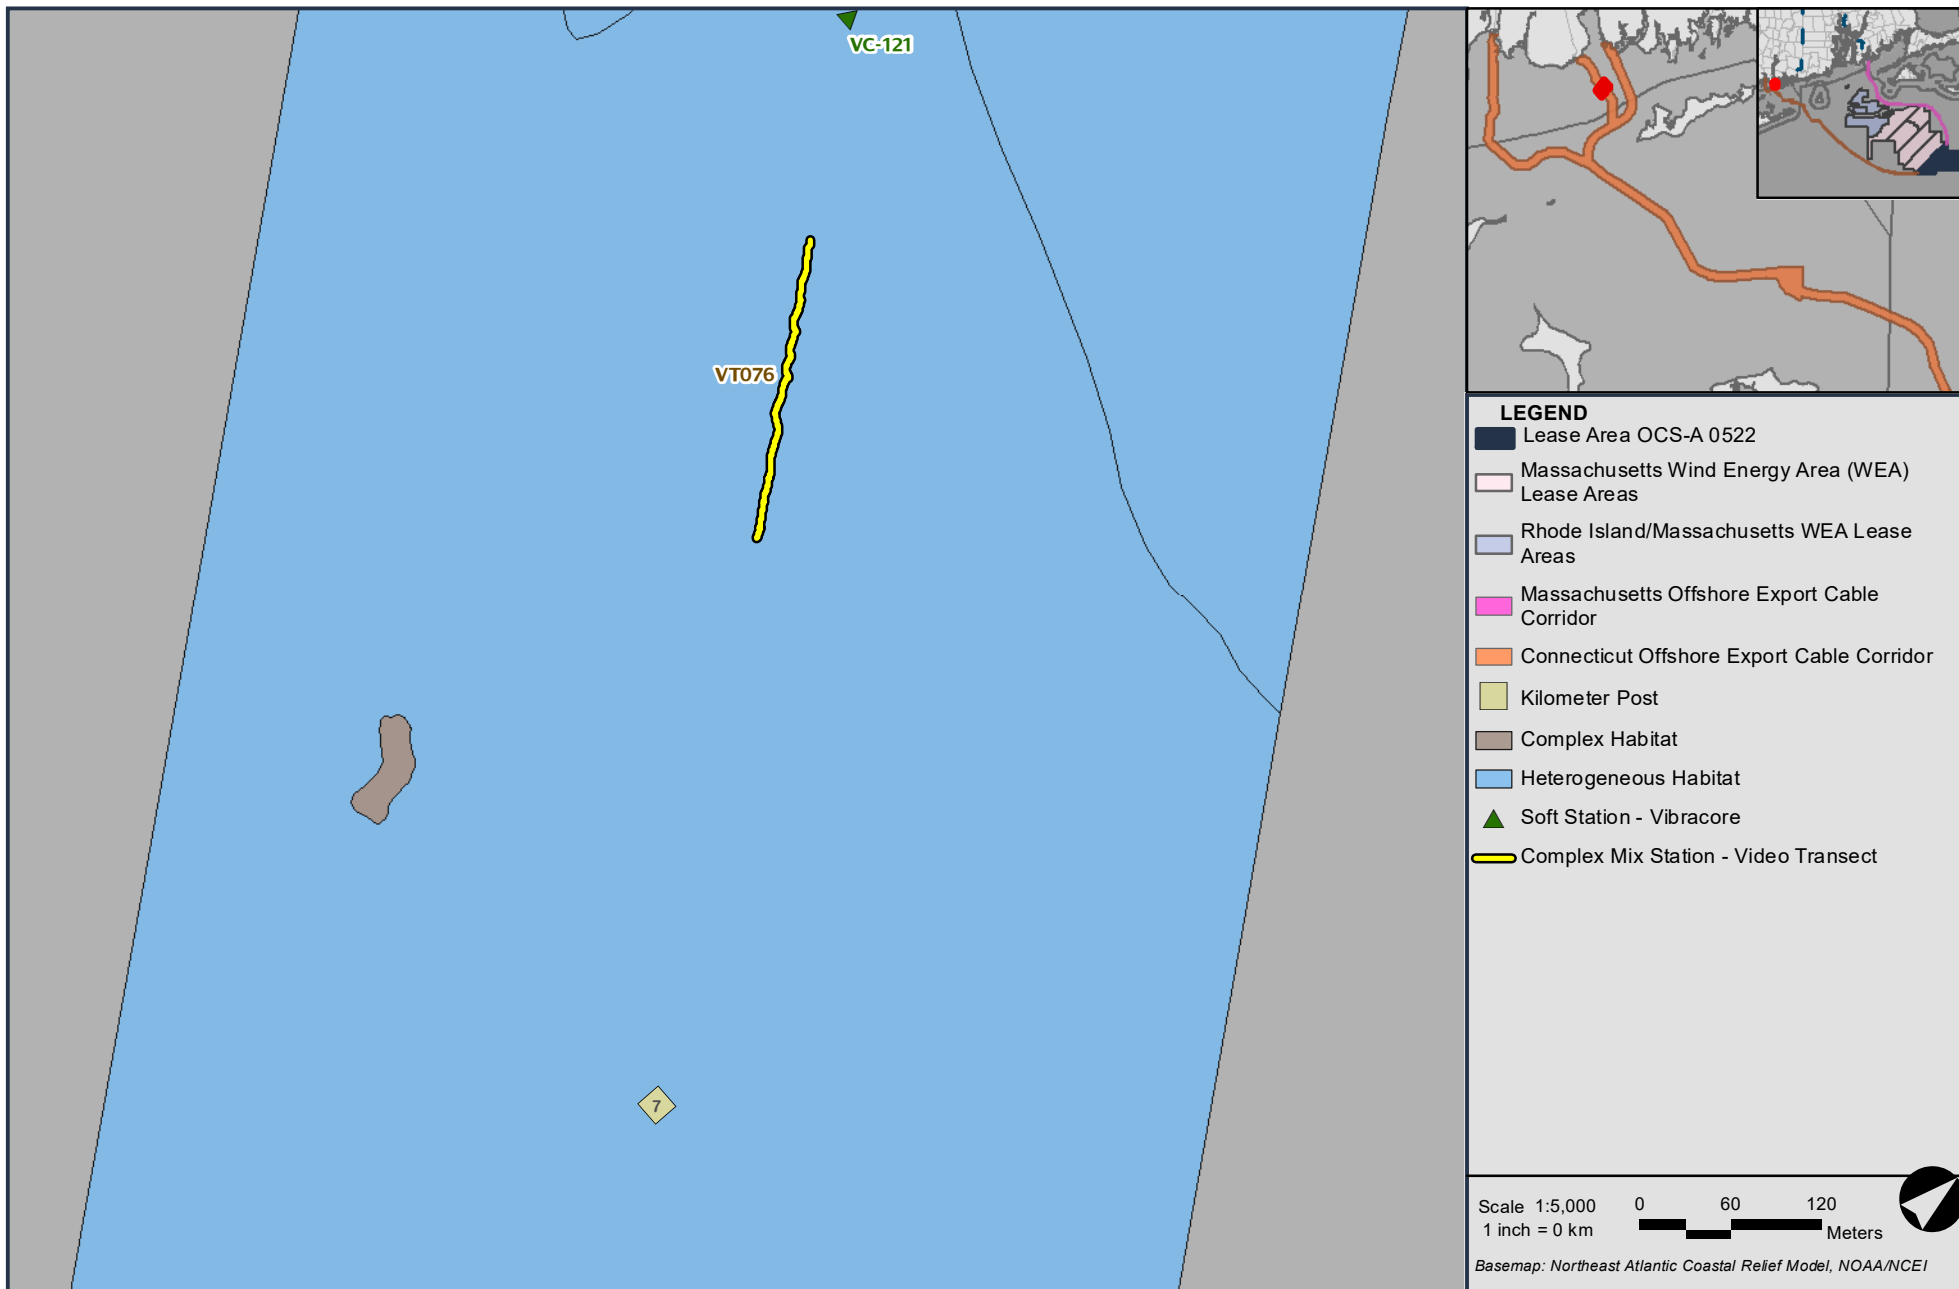 VC-121
VT076
7
LEGEND
Lease Area OCS-A 0522
Massachusetts Wind Energy Area (WEA)
Lease Areas
Rhode Island/Massachusetts WEA Lease
Areas
Massachusetts Offshore Export Cable
Corridor
Connecticut Offshore Export Cable Corridor
Kilometer Post
Complex Habitat
Heterogeneous Habitat
Soft Station - Vibracore
Complex Mix Station - Video Transect
Scale 1:5,000
1 inch = 0 km
0 60 120
Meters
Basemap: Northeast Atlantic Coastal Relief Model, NOAA/NCEI